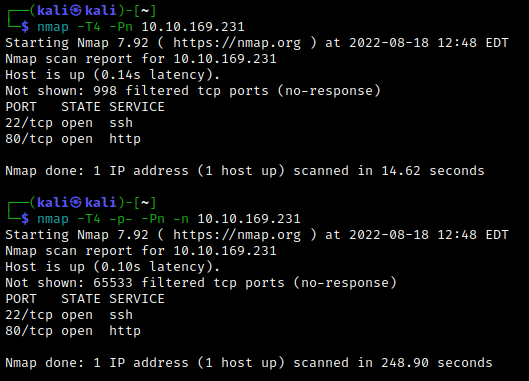 ┌──(kali㉿kali)-[~]
└─$ nmap -T4 -Pn 10.10.169.231
Starting Nmap 7.92 ( https://nmap.org ) at 2022-08-18 12:48 EDT
Nmap scan report for 10.10.169.231
Host is up (0.14s latency).
Not shown: 998 filtered tcp ports (no-response)
PORT   STATE SERVICE
22/tcp open  ssh
80/tcp open  http
Nmap done: 1 IP address (1 host up) scanned in 14.62 seconds
┌──(kali㉿kali)-[~]
└─$ nmap -T4 -p- -Pn -n 10.10.169.231
Starting Nmap 7.92 ( https://nmap.org ) at 2022-08-18 12:48 EDT
Nmap scan report for 10.10.169.231
Host is up (0.10s latency).
Not shown: 65533 filtered tcp ports (no-response)
PORT   STATE SERVICE
22/tcp open  ssh
80/tcp open  http
Nmap done: 1 IP address (1 host up) scanned in 248.90 seconds